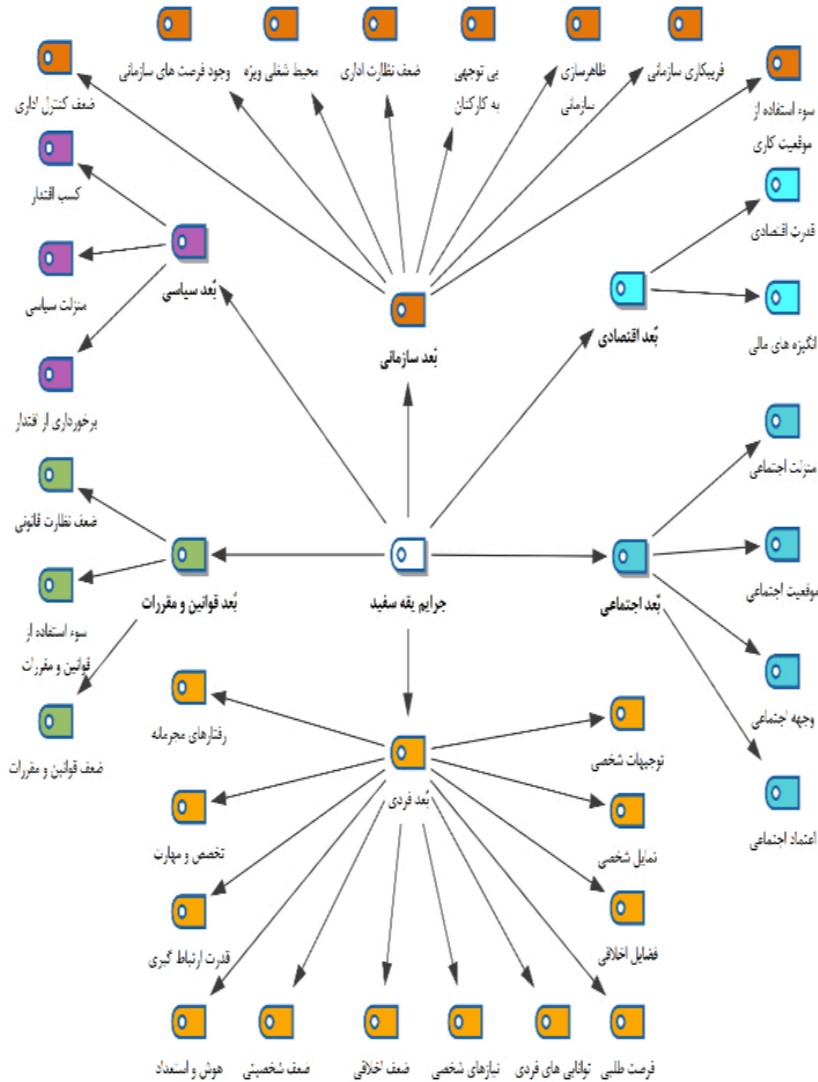 فریبکاری سازمانی
ظاهرسازی
سازمانی
بی توجهی
به کارکنان
ضعف نظارت اداری
محیط شغلی ویژه
وجود فرصت های سازمانی
سوء استفاده از
موقعیت کاری
ضعف کنترل اداری
قدرت اقتصادی
کسب اقتدار
انگیزه های مالی
بُعد اقتصادی
بُعد سازمانی
بُعد سیاسی
منزلت سیاسی
برخورداری از اقتدار
منزلت اجتماعی
ضعف نظارت قانونی
موقعیت اجتماعی
بُعد اجتماعی
جرایم یقه سفید
بُعد قوانین و مقررات
سوء استفاده از
قوانین و مقررات
وجهه اجتماعی
ضعف قوانین و مقررات
رفتارهای مجرمانه
توجیهات شخصی
بُعد فردی
اعتماد اجتماعی
تمایل شخصی
تخصص و مهارت
فضایل اخلاقی
قدرت ارتباط گیری
فرصت طلبی
توانایی های فردی
نیازهای شخصی
ضعف اخلاقی
ضعف شخصیتی
هوش و استعداد